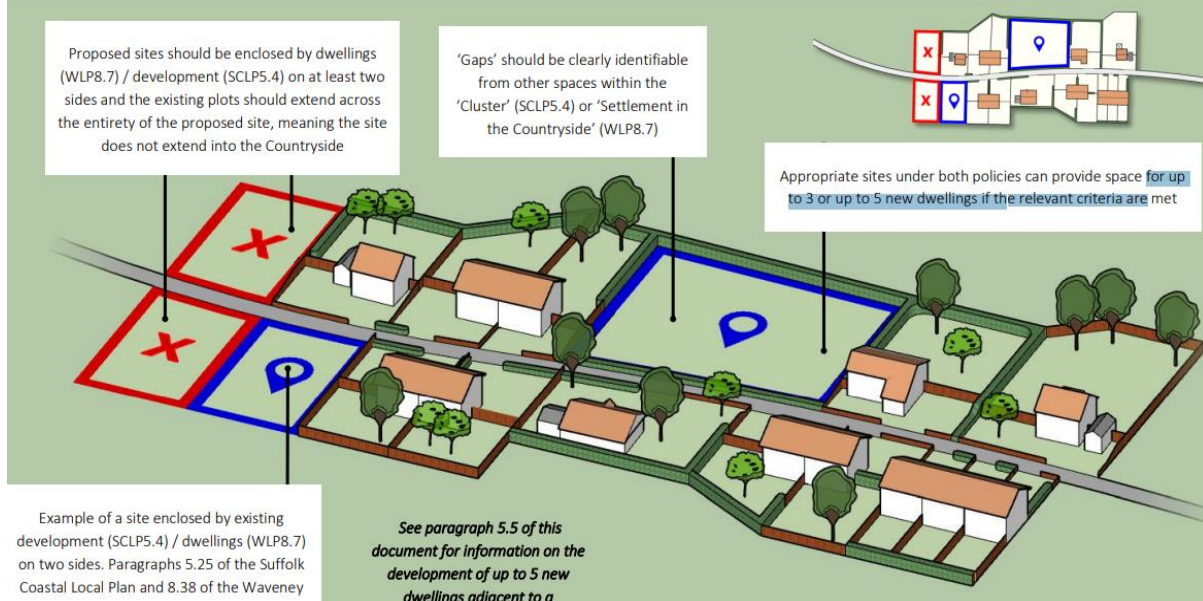 Proposed sites should be enclosed by dwellings
(WLP8.7) / development (SCLP5.4) on at least two
sides and the existing plots should extend across
the entirety of the proposed site, meaning the site
does not extend into the Countryside
‘Gaps’ should be clearly identifiable
from other spaces within the
‘Cluster’ (SCLP5.4) or ‘Settlement in
the Countryside’ (WLP8.7)
X
X
Appropriate sites under both policies can provide space for up
to 3 or up to 5 new dwellings if the relevant criteria are met
X
X
Example of a site enclosed by existing
development (SCLP5.4) / dwellings (WLP8.7)
on two sides. Paragraphs 5.25 of the Suffolk
Coastal Local Plan and 8.38 of the Waveney
See paragraph 5.5 of this
document for information on the
development of up to 5 new
dwellings adjacent to a